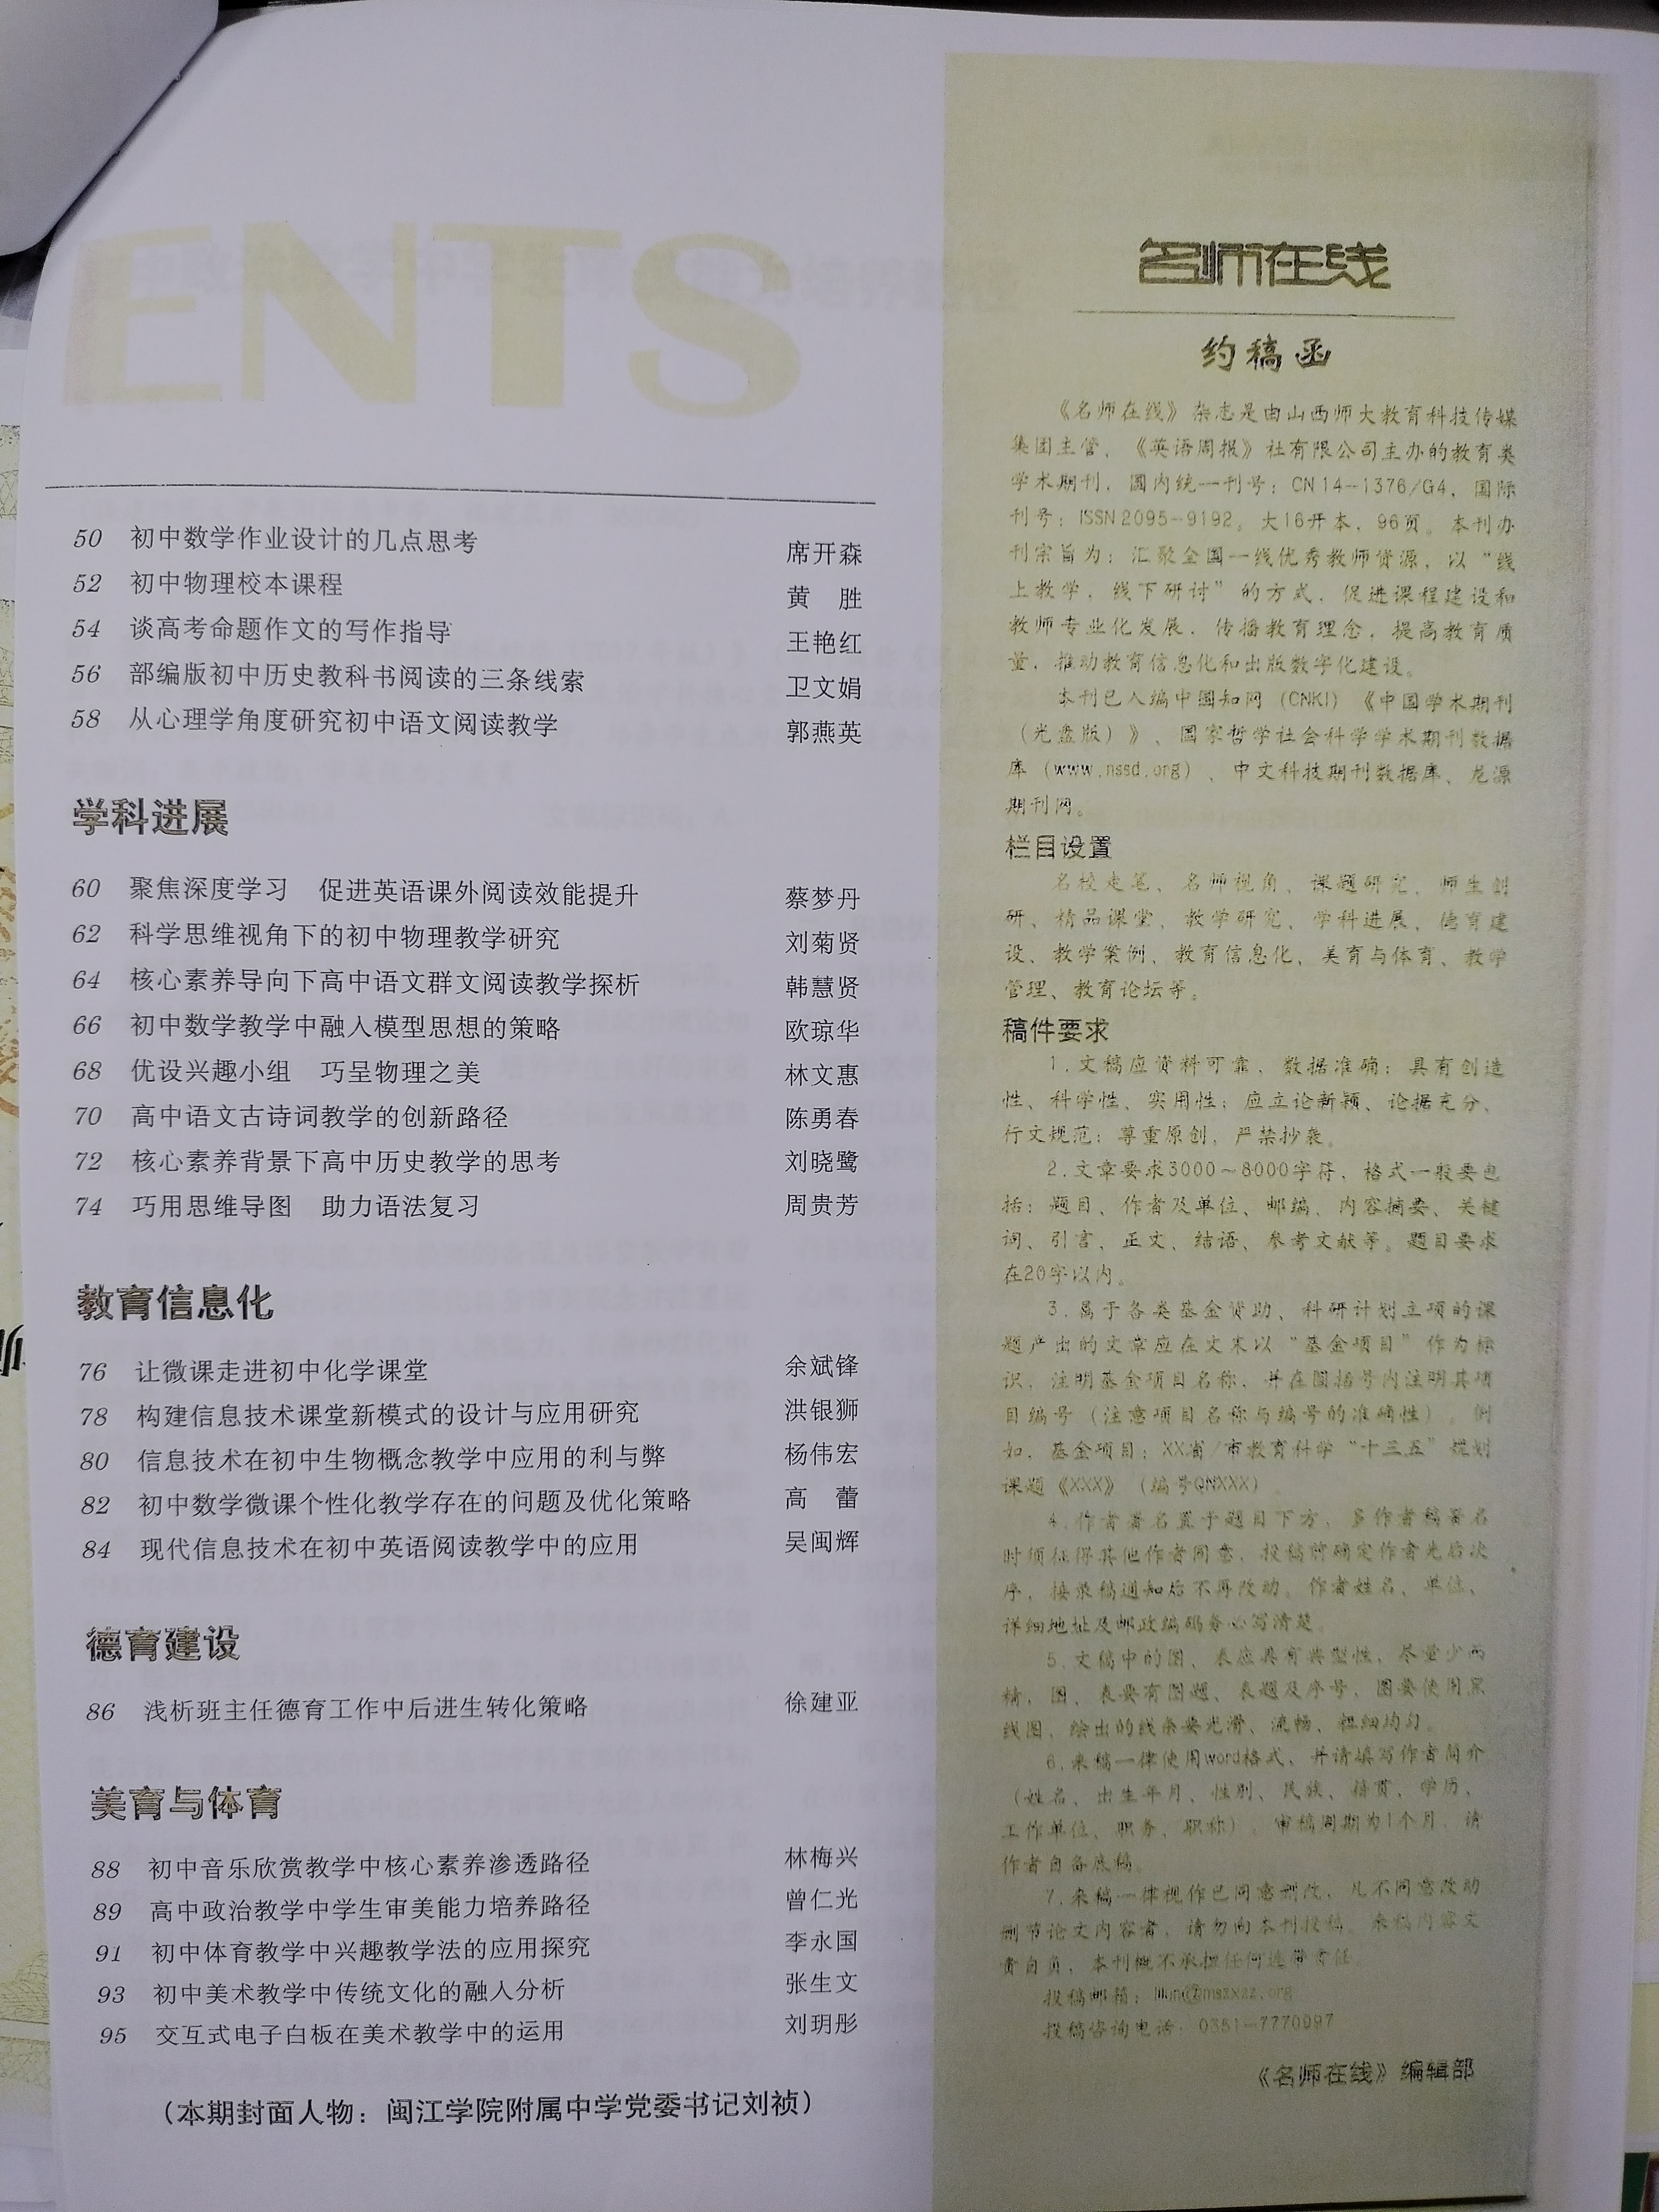 ENTS
50 初中数学作业设计的几点思考 席开森
52 初中物理校本课程 黄 胜
54 谈高考命题作文的写作指导 王艳红
56 部编版初中历史教科书阅读的三条线索 卫文娟
58 从心理学角度研究初中语文阅读教学 郭燕英
学科进展
60 聚焦深度学习 促进英语课外阅读效能提升 蔡梦丹
62 科学思维视角下的初中物理教学研究 刘菊贤
64 核心素养导向下高中语文群文阅读教学探析 韩慧贤
66 初中数学教学中融入模型思想的策略 欧琼华
68 优设兴趣小组 巧呈物理之美 林文惠
70 高中语文古诗词教学的创新路径 陈勇春
72 核心素养背景下高中历史教学的思考 刘晓鹭
74 巧用思维导图 助力语法复习 周贵芳
教育信息化
76 让微课走进初中化学课堂 余斌锋
78 构建信息技术课堂新模式的设计与应用研究 洪银狮
80 信息技术在初中生物概念教学中应用的利与弊 杨伟宏
82 初中数学微课个性化教学存在的问题及优化策略 高 蕾
84 现代信息技术在初中英语阅读教学中的应用 吴闽辉
德育建设
86 浅析班主任德育工作中后进生转化策略 徐建亚
美育与体育
88 初中音乐欣赏教学中核心素养渗透路径 林梅兴
89 高中政治教学中学生审美能力培养路径 曾仁光
91 初中体育教学中兴趣教学法的应用探究 李永国
93 初中美术教学中传统文化的融人分析 张生文
95 交互式电子白板在美术教学中的运用 刘玥彤
（本期封面人物：闽江学院附属中学党委书记刘祯）
名师在线
约稿函
《名师在线》杂志是由山西师大教育科技传媒
集团主管，《英语周报》社有限公司主办的教育类
学术期刊，国内统一刊号：CN14-1376/G4，国际
刊号：ISSN2095-9192。大16开本，96页。本刊办
刊宗旨为：汇聚全国一线优秀教师资源，以“线
上教学，线下研讨”的方式，促进课程建设和
教师专业化发展，传播教育理念，提高教育质
量，推动教育信息化和出版数字化建设。
本刊已入编中国知网（CNKI）《中国学术期刊
（光盘版）》、国家哲学社会科学学术期刊数据
库（www.nssd.org）、中文科技期刊数据库、龙源
期刊网。
栏目设置
名校走笔、名师视角、课题研究、师生创
研、精品课堂、教学研究、学科进展、德育建
设、教学案例、教育信息化、美育与体育、教学
管理、教育论坛等。
稿件要求
1.文稿应资料可靠，数据准确；具有创造
性、科学性、实用性；应立论新颖、论据充分、
行文规范；尊重原创，严禁抄袭。
2.文章要求3000～8000字符，格式一般要包
括：题目、作者及单位、邮编、内容摘要、关键
词、引言、正文、结语、参考文献等。题目要求
在20字以内。
3.属于各类基金资助、科研计划立项的课
题产出的文章应在文末以“基金项目”作为标
识，注明基金项目名称，并在圆括号内注明其项
目编号（注意项目名称与编号的准确性）。例
如，基金项目：XX省/市教育科学“十三五”规划
课题《XXX》（编号QNXXX）
4.作者署名置于题目下方，多作者稿署名
时须征得其他作者同意，投稿前确定作者先后次
序，接录稿通知后不再改动。作者姓名、单位、
详细地址及邮政编码务必写清楚。
5.文稿中的图、表应具有典型性，尽量少而
精，图、表要有图题、表题及序号，图要使用黑
线图，绘出的线条要光滑、流畅、粗细均匀。
6.来稿一律使用word格式，并请填写作者简介
（姓名、出生年月、性别、民族、籍贯、学历、
工作单位、职务、职称）。审稿周期为1个月，请
作者自备底稿。
7.来稿一律视作已同意删改，凡不同意改动
删节论文内容者，请勿向本刊投稿。来稿内容文
责自负，本刊概不承担任何连带责任。
投稿邮箱：
投稿咨询电话：0351-7770097
《名师在线》编辑部